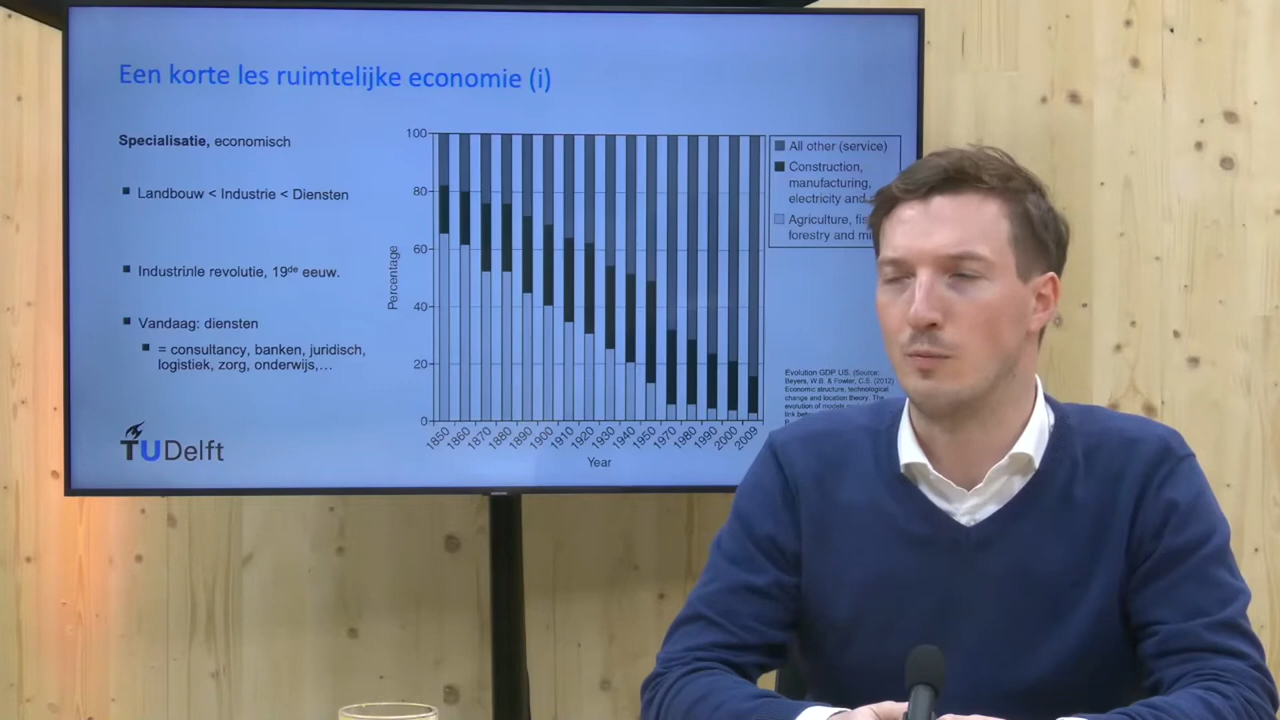 Een korte les ruimtelijke economie (i)
Specialisatie, economisch
Landbouw < Industrie < Diensten
Industrinle revolutie, 19de eeuw.
Vandaag: diensten
= consultancy, banken, juridisch,
logistiek, zorg, onderwijs,...
TUDelft
Percentage
100
80
60
40
20
0
1850 1860 1870 1880 1890 1900 1910 1920 1930 1940 1950 1970 1980 1990 2000 2009
Year
All other (service)
Construction,
manufacturing,
electricity and
Agriculture,
forestry and
Evolution GDP US. (Source:
Beyers, W.B. & Fowler, C.S. (2012)
Economic structure, technological
change and location theory. The
evolution of models
link